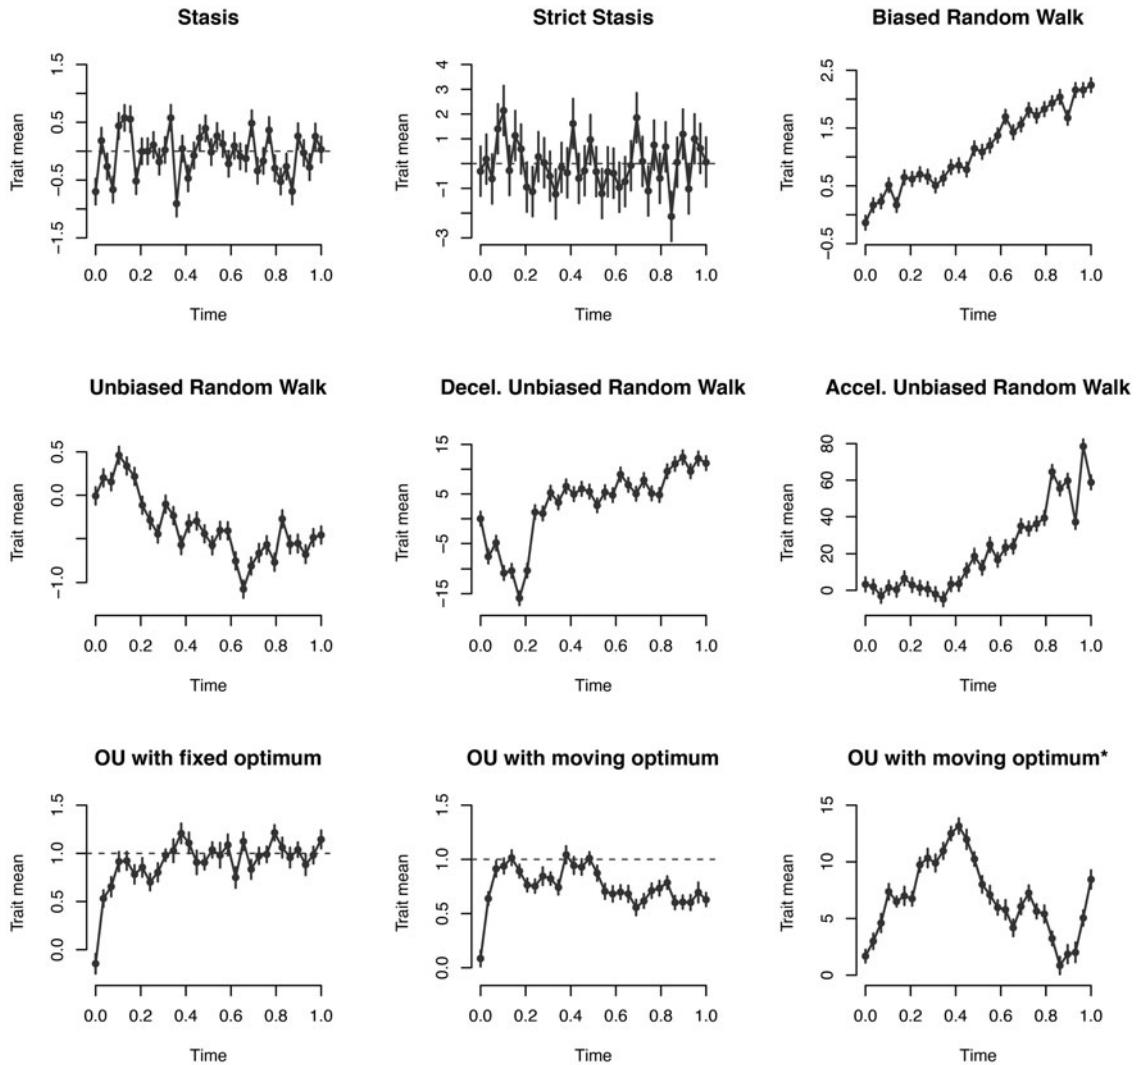 Stasis
Trait mean
1.5
0.5
−0.5
−1.5
0.0 0.2 0.4 0.6 0.8 1.0
Time
Strict Stasis
Trait mean
4
3
2
1
−1
−3
0.0 0.2 0.4 0.6 0.8 1.0
Time
Biased Random Walk
Trait mean
2.5
1.5
0.5
−0.5
0.0 0.2 0.4 0.6 0.8 1.0
Time
Unbiased Random Walk
Trait mean
0.5
0.0
−1.0
0.0 0.2 0.4 0.6 0.8 1.0
Time
Decel. Unbiased Random Walk
Trait mean
15
5
−5
−15
0.0 0.2 0.4 0.6 0.8 1.0
Time
Accel. Unbiased Random Walk
Trait mean
80
60
40
20
0
0.0 0.2 0.4 0.6 0.8 1.0
Time
OU with fixed optimum
Trait mean
1.5
1.0
0.5
0.0
0.0 0.2 0.4 0.6 0.8 1.0
Time
OU with moving optimum
Trait mean
1.5
1.0
0.5
0.0
0.0 0.2 0.4 0.6 0.8 1.0
Time
OU with moving optimum*
Trait mean
15
10
5
0
0.0 0.2 0.4 0.6 0.8 1.0
Time